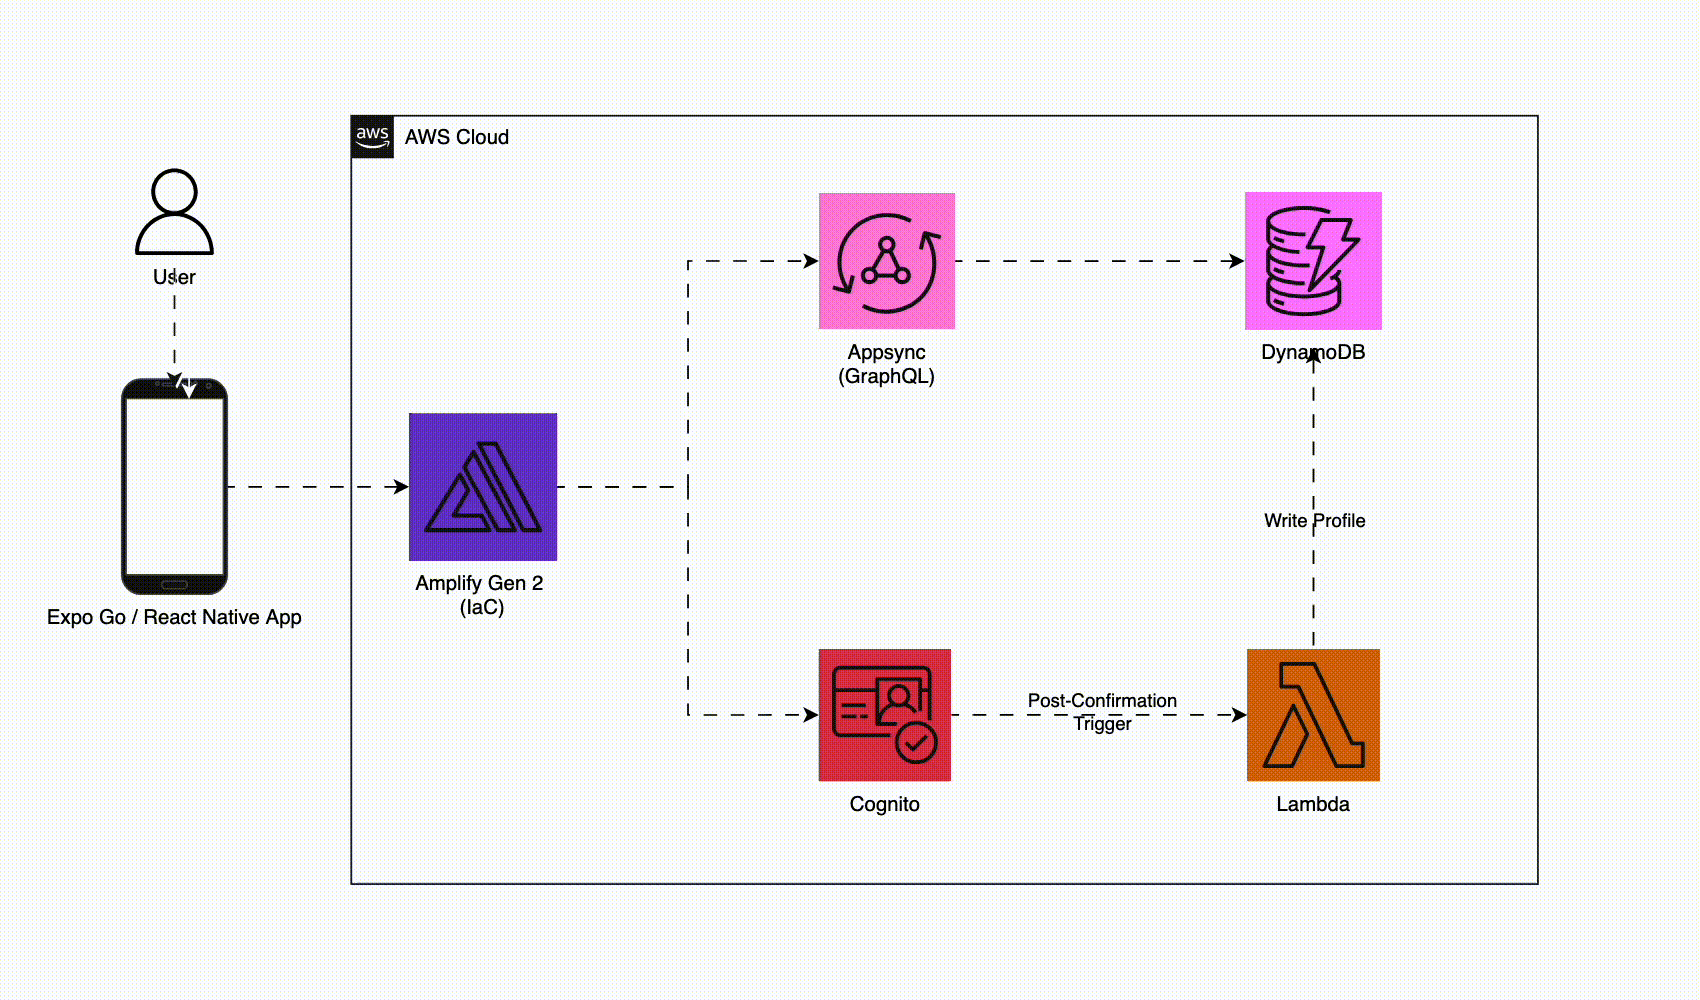 aws
AWS Cloud
User
Expo Go / React Native App
Amplify Gen 2
(IaC)
Appsync
(GraphQL)
DynamoDB
Write Profile
Cognito
Post-Confirmation
Trigger
Lambda